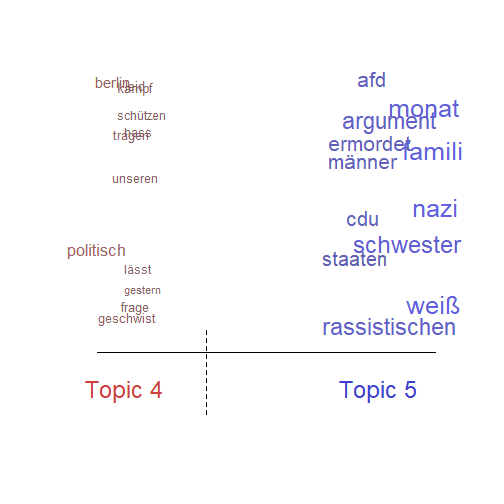 berlin
leid
kampf
schützen
hass
tragen
unseren
politisch
lässt
gestern
frage
geschwist
afd
monat
argument
ermordet
famili
männer
nazi
cdu
schwester
staaten
weiß
rassistischen
Topic 4
Topic 5